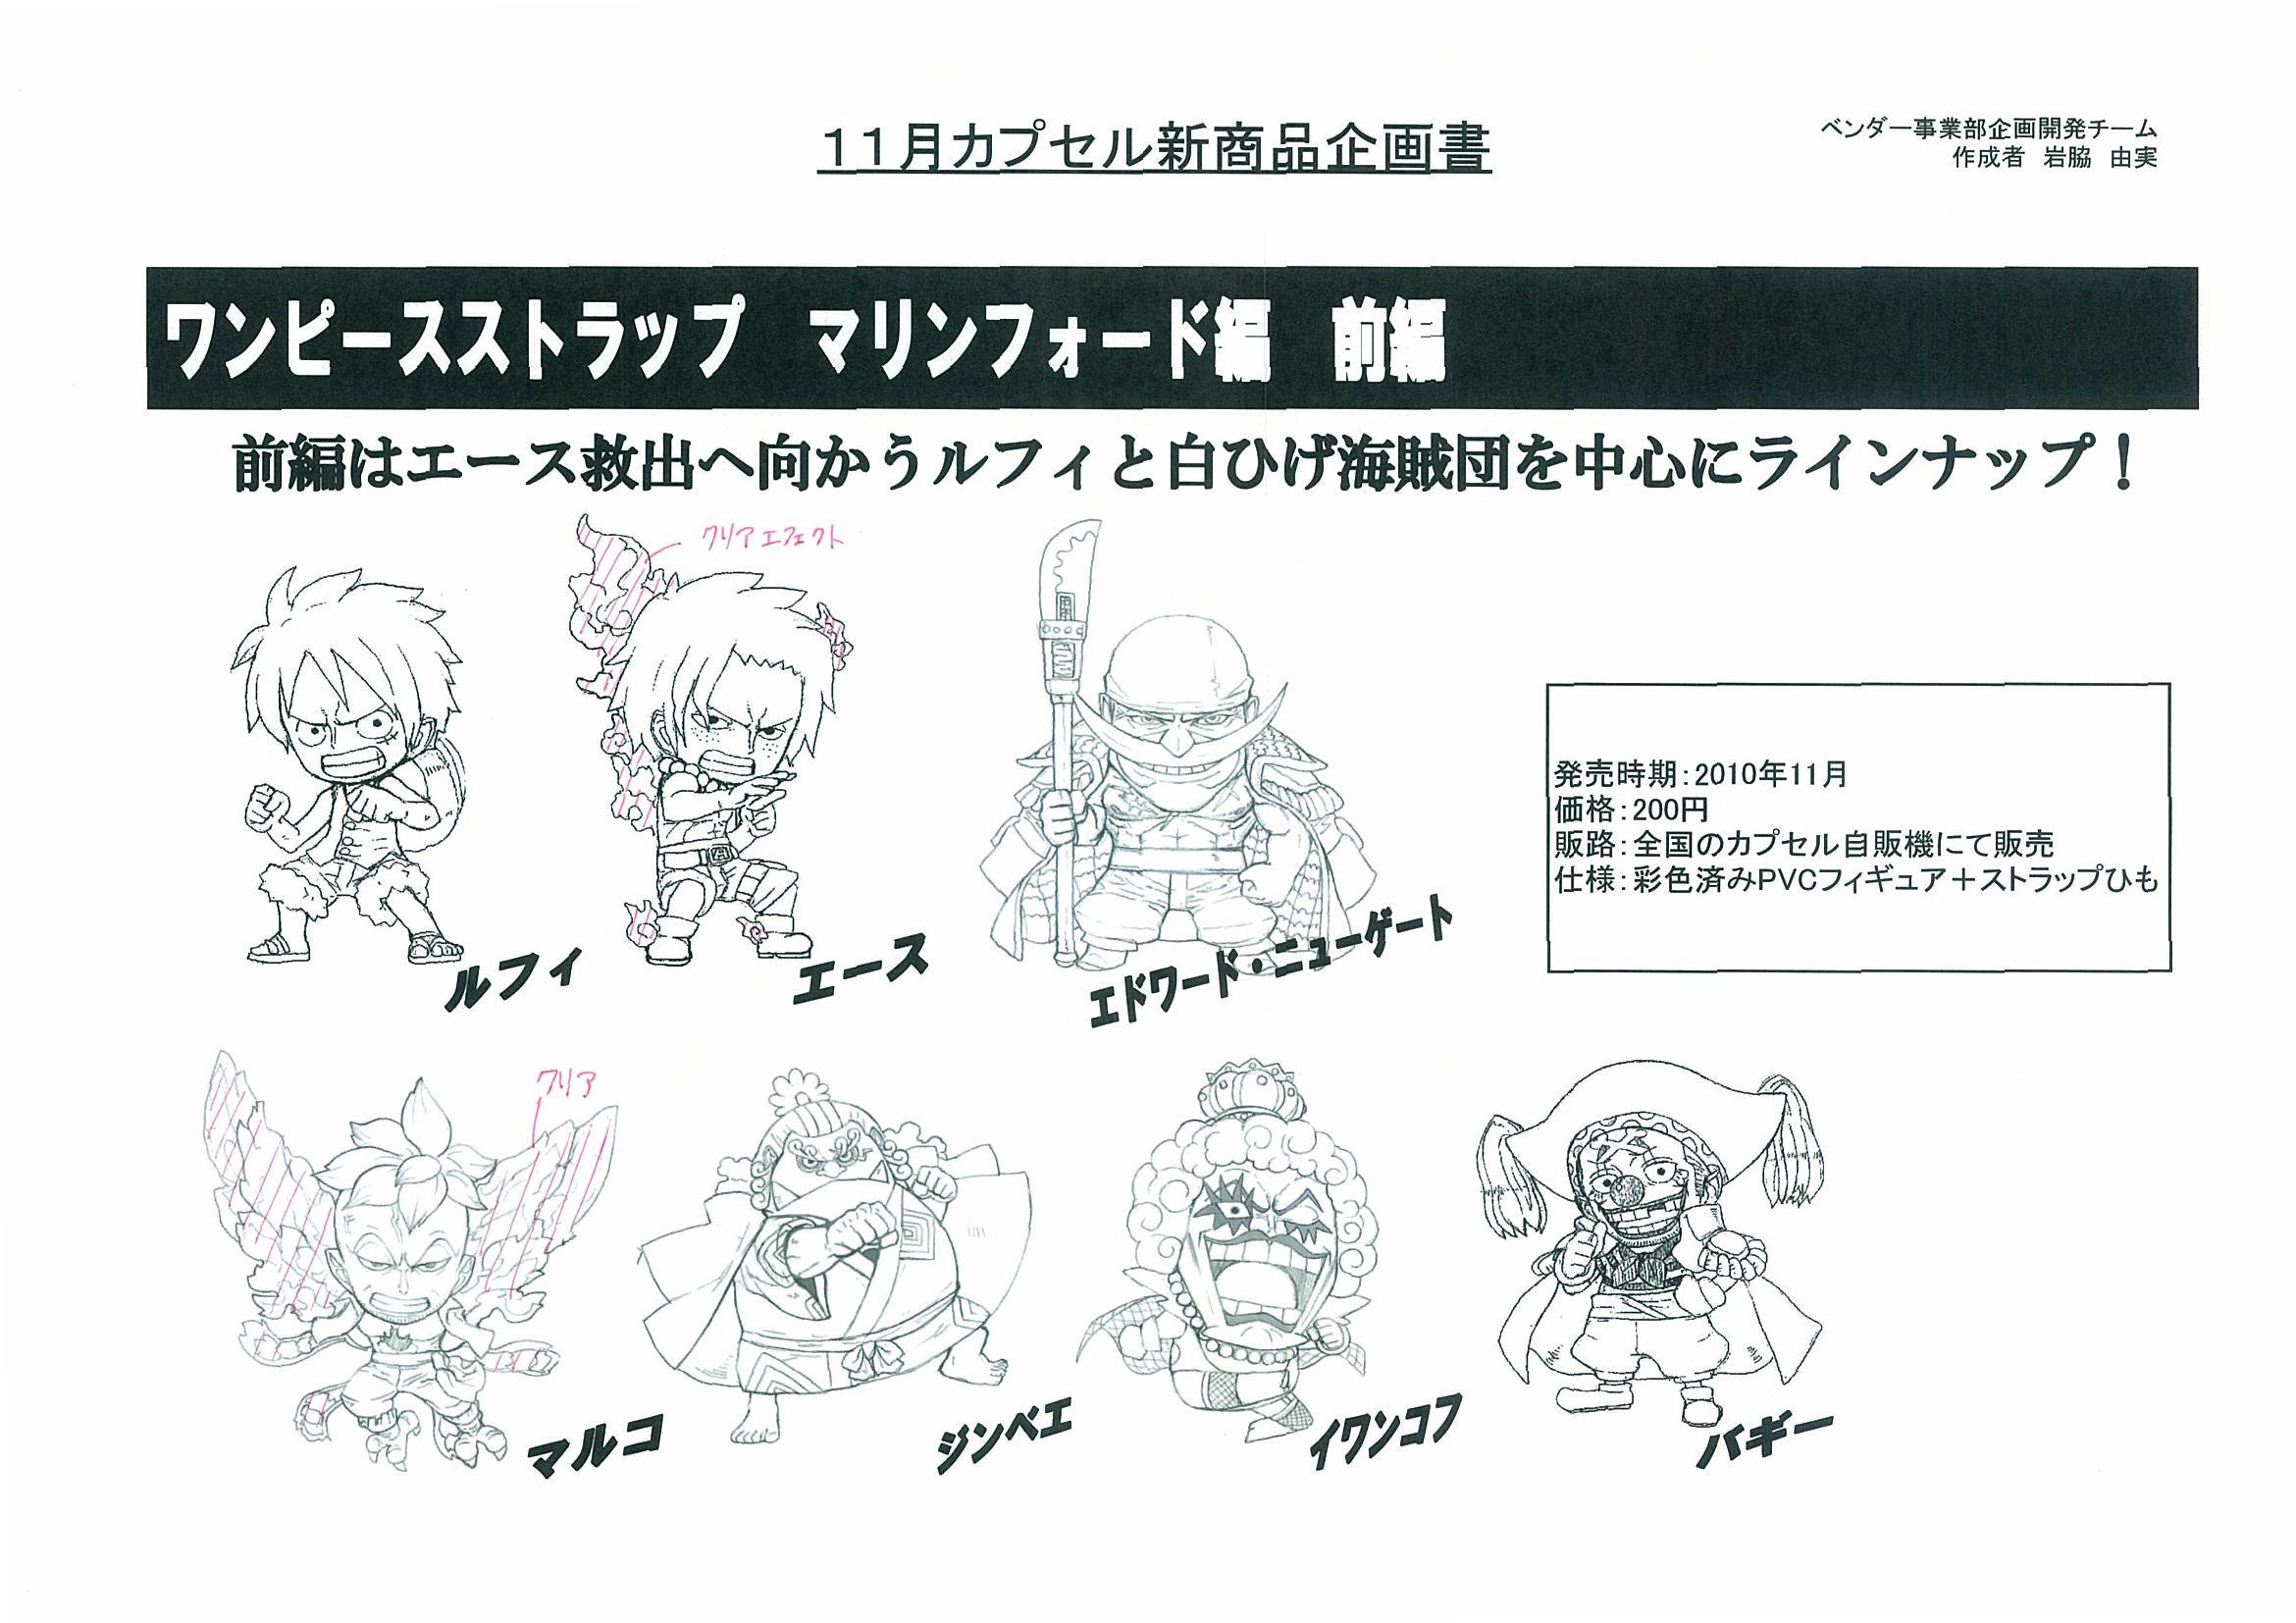 11月カプセル新商品企画書
ベンダー事業部企画開発チーム
作成者　岩脇　由実
ワンピースストラップ　マリンフォード編　前編
前編はエース救出へ向かうルフィと白ひげ海賊団を中心にラインナップ！
クリアエフェクト
ルフィ
エース
エドワード・ニューゲート
発売時期：2010年11月
価格：200円
販路：全国のカプセル自販機にて販売
仕様：彩色済みPVCフィギュア＋ストラップひも
クリア
マルコ
ジンベエ
イワンコフ
バギー